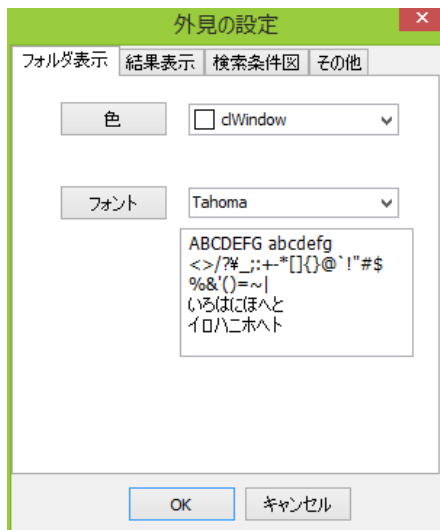 外見の設定
フォルダ表示 結果表示 検索条件図 その他
色 clWindow
フォント Tahoma
ABCDEFG abcdefg
<>/?¥_;:+-*[]{}@`!"#$
%&'()=~|
いろはにほへと
イロハニホヘト
OK キャンセル